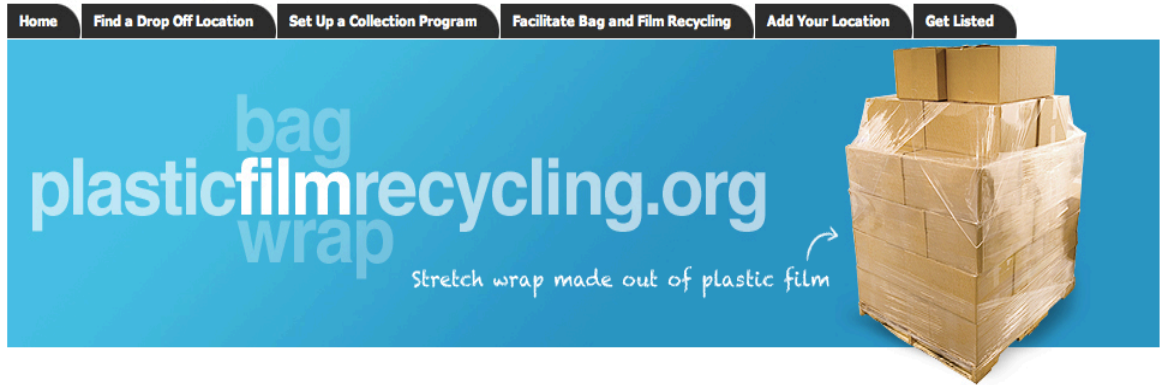 Home
Find a Drop Off Location
Set Up a Collection Program
Facilitate Bag and Film Recycling
Add Your Location
Get Listed
bag
plasticfilmrecycling.org
wrap
Stretch wrap made out of plastic film